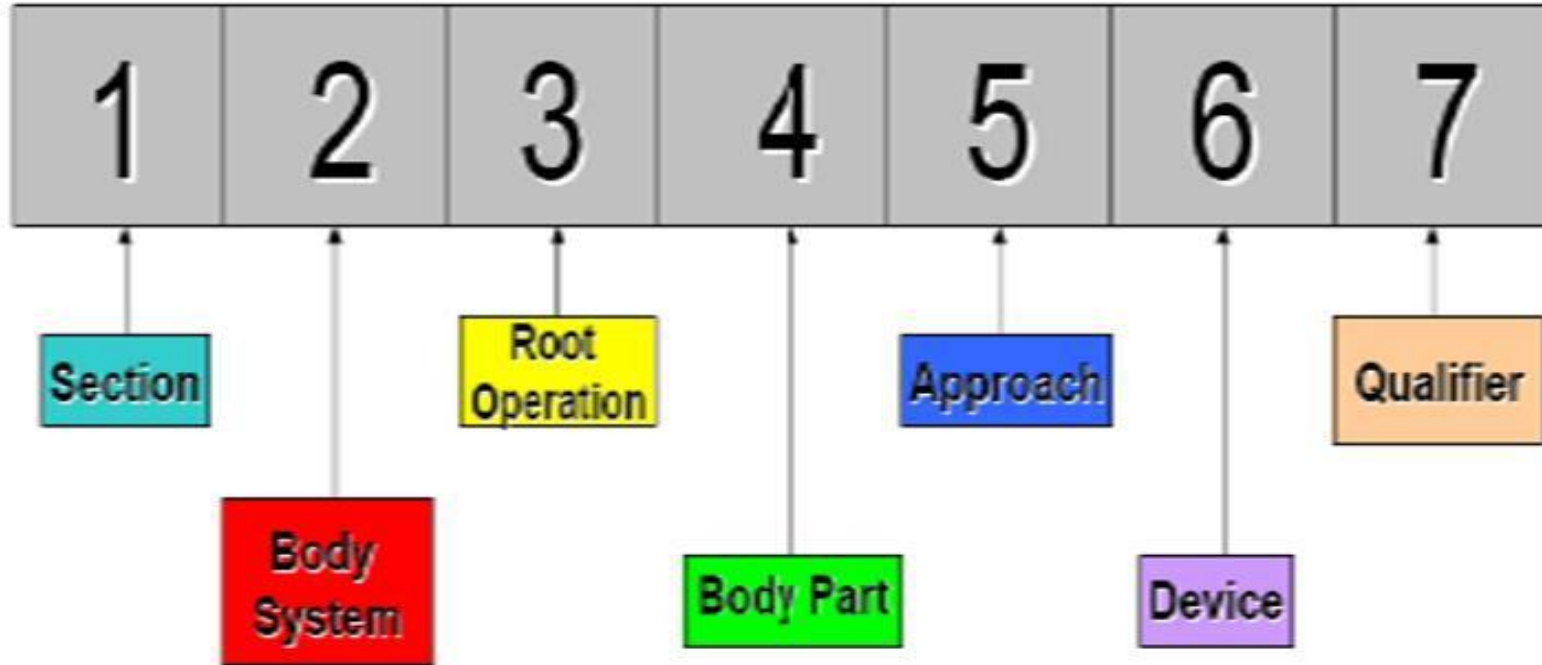 1 2 3 4 5 6 7
Section
Body
System
Root
Operation
Body Part
Approach
Device
Qualifier